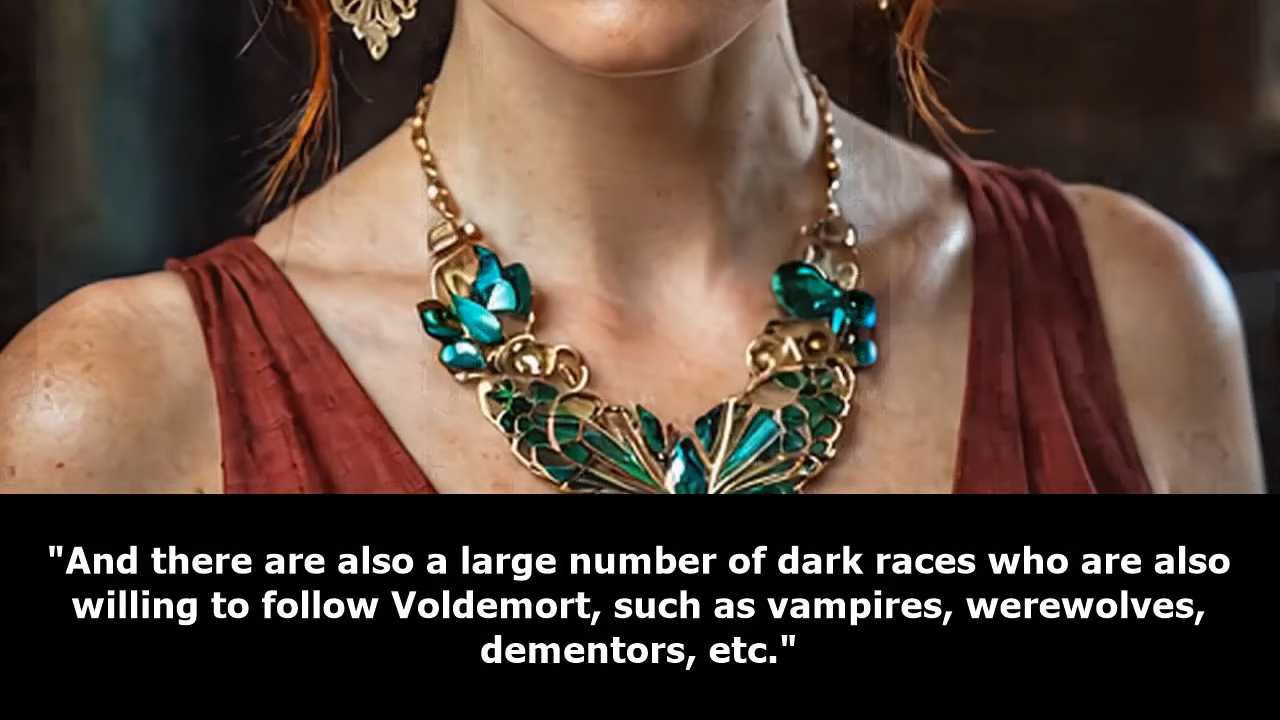 "And there are also a large number of dark races who are also
willing to follow Voldemort, such as vampires, werewolves,
dementors, etc."